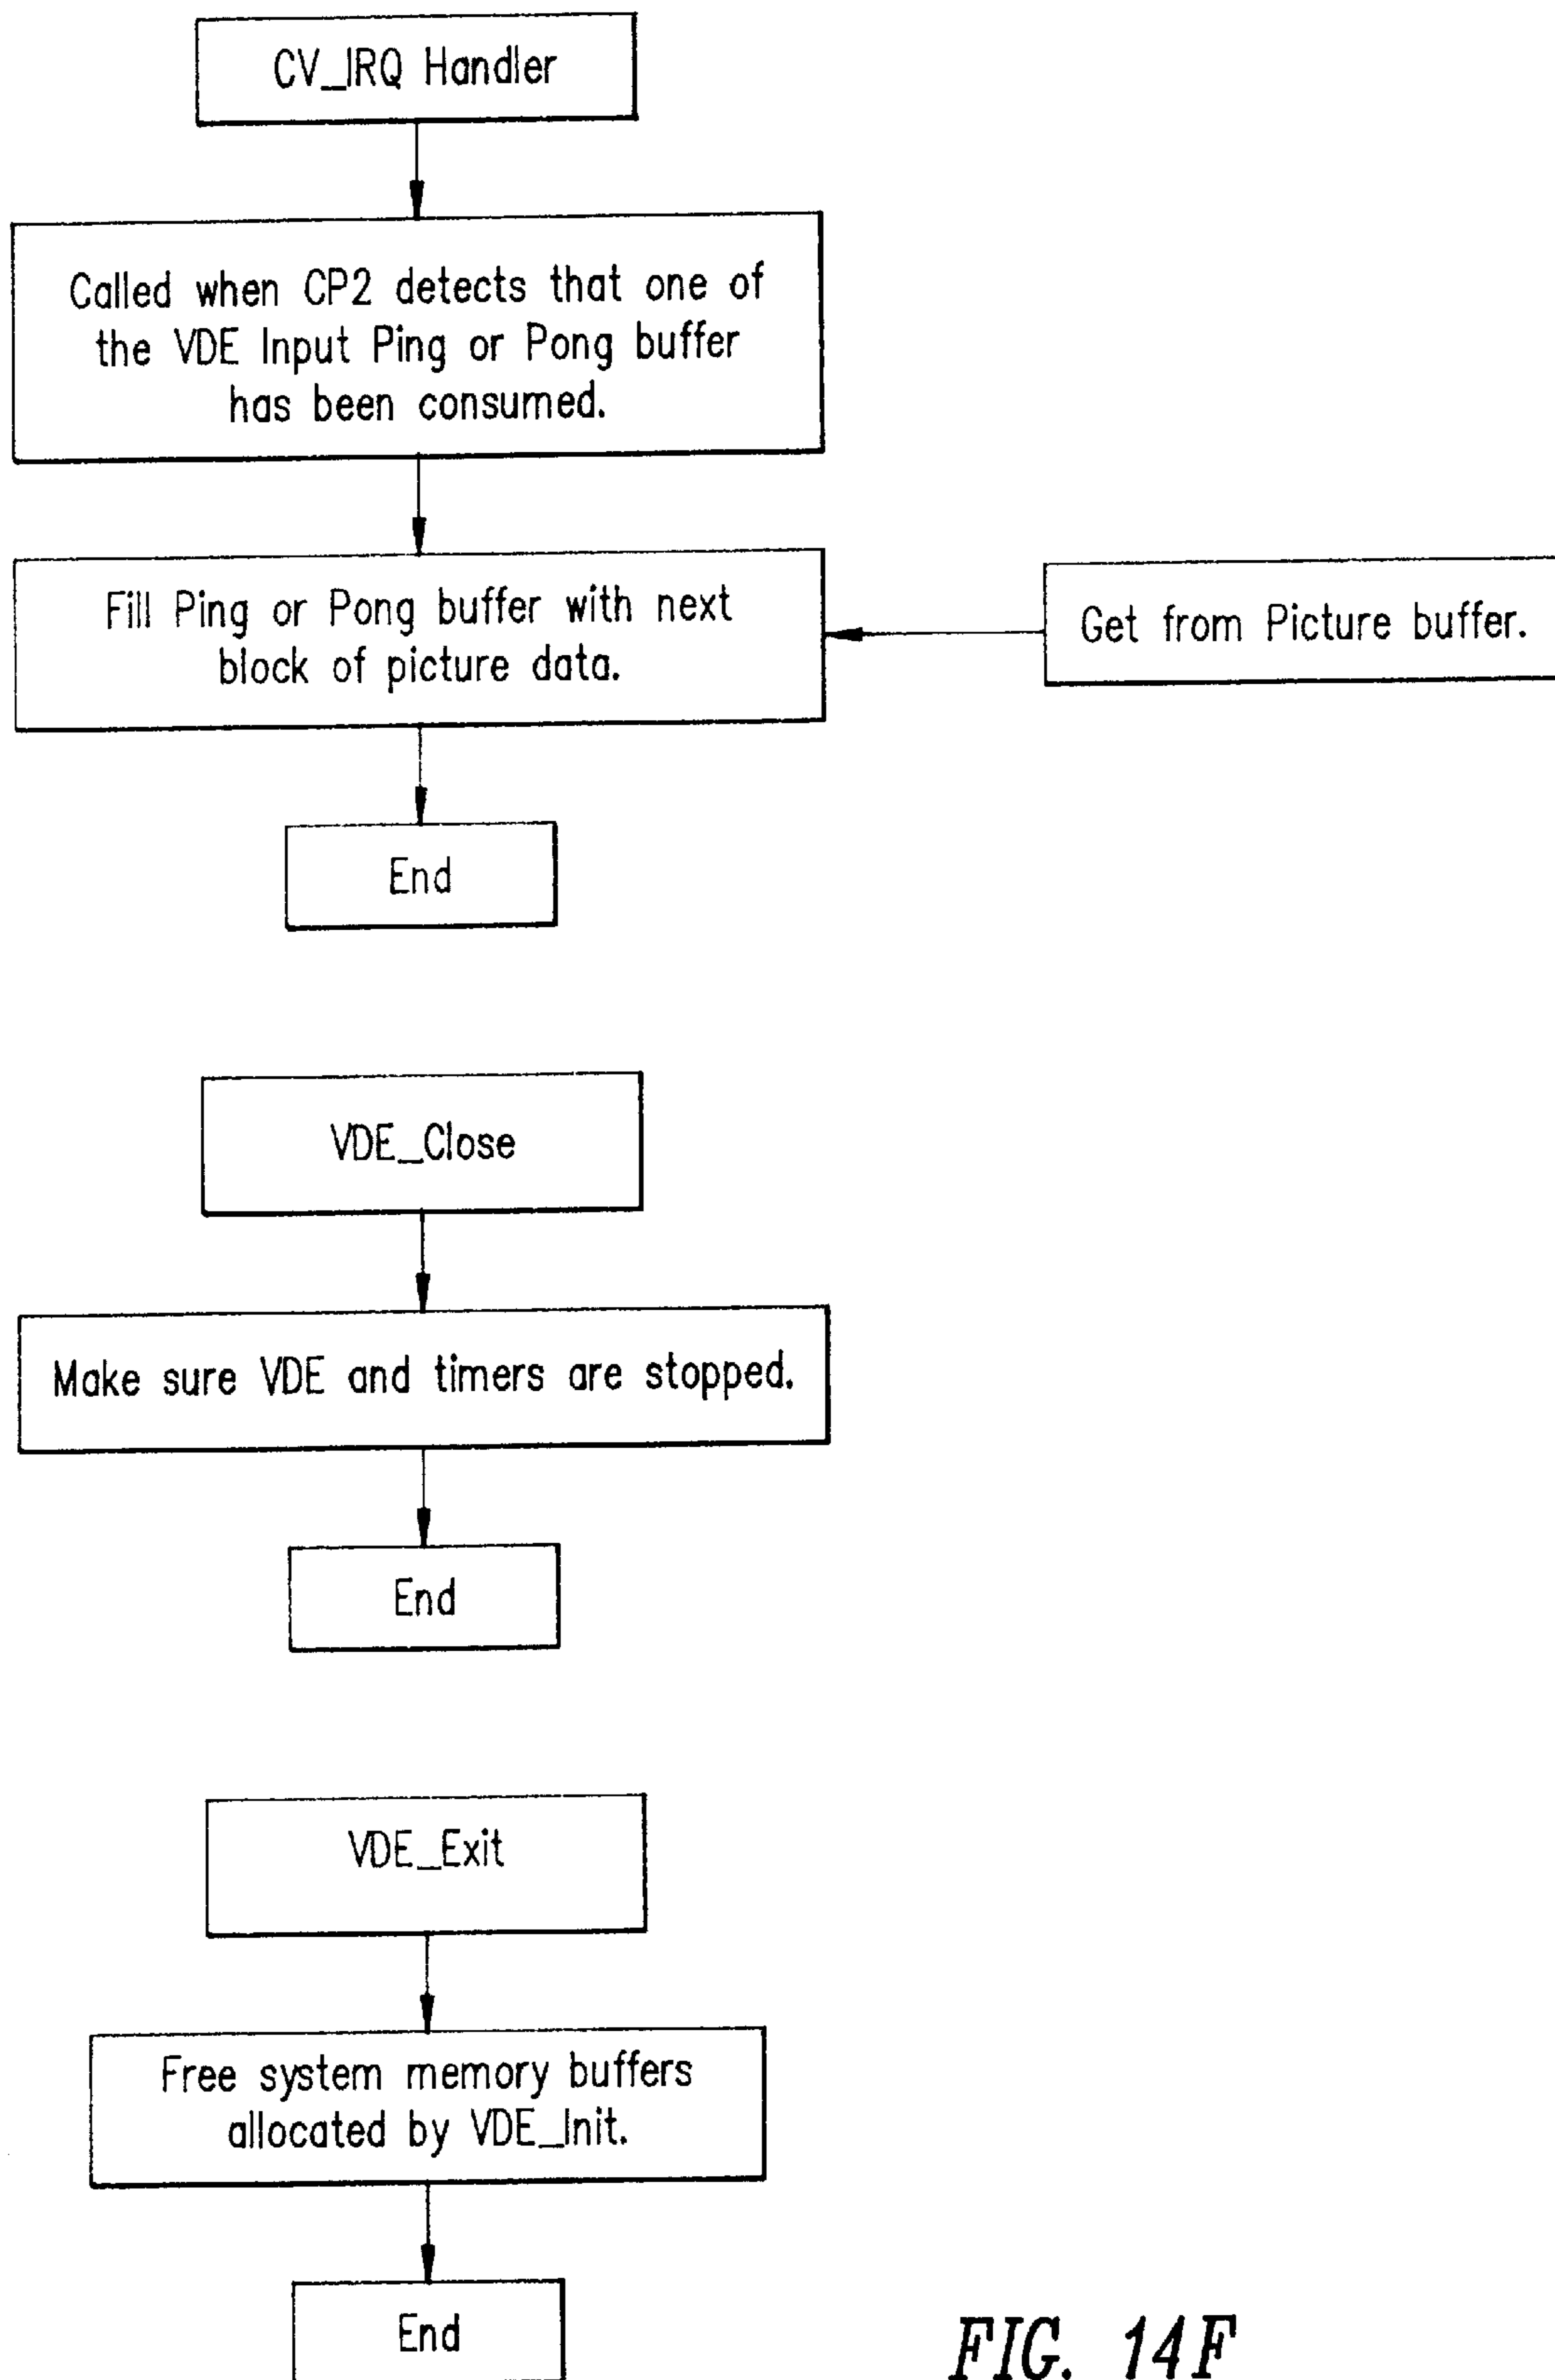 CV_IRQ Handler
Called when CP2 detects that one of
the VDE Input Ping or Pong buffer
has been consumed.
Fill Ping or Pong buffer with next
block of picture data.
Get from Picture buffer.
End
VDE_Close
Make sure VDE and timers are stopped.
End
VDE_Exit
Free system memory buffers
allocated by VDE_Init.
End
FIG. 14F